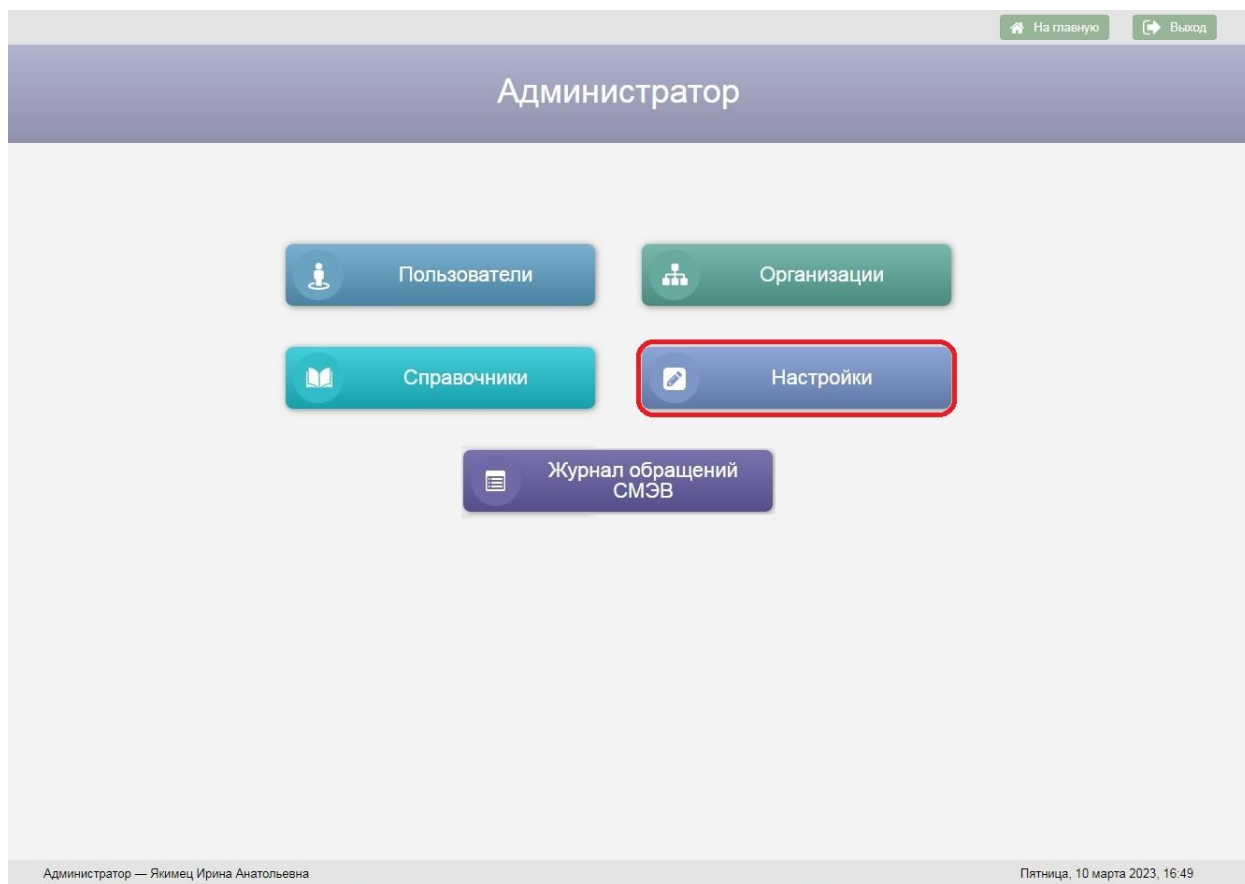 На главную
Выход
Администратор
Пользователи
Организации
Справочники
Настройки
Журнал обращений
СМЭВ
Администратор — Якимец Ирина Анатольевна
Пятница, 10 марта 2023, 16:49